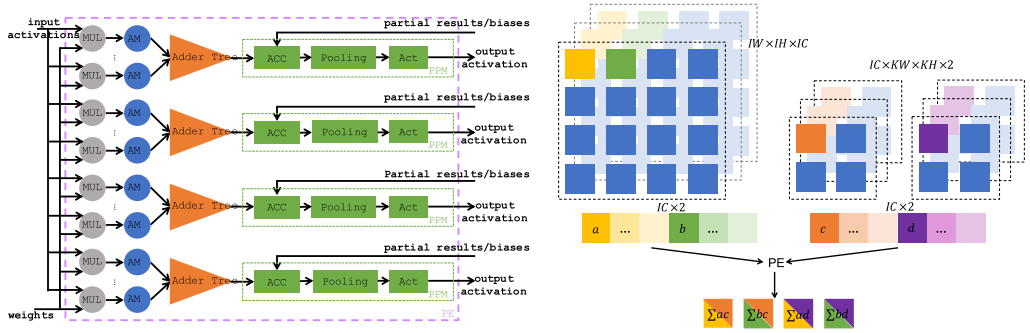 input
activations
MUL
AM
MUL
AM
Adder Tree
partial results/biases
ACC
Pooling
Act
PPM
output
activation
MUL
AM
MUL
AM
Adder Tree
partial results/biases
ACC
Pooling
Act
PPM
output
activation
MUL
AM
MUL
AM
Adder Tree
Partial results/biases
ACC
Pooling
Act
PPM
output
activation
MUL
AM
MUL
AM
Adder Tree
partial results/biases
ACC
Pooling
Act
PPM
output
activation
weights
PE
IW×IH×IC
IC×KW×KH×2
IC×2
a ... b ...
IC×2
c ... d ...
PE
∑ac ∑bc ∑ad ∑bd